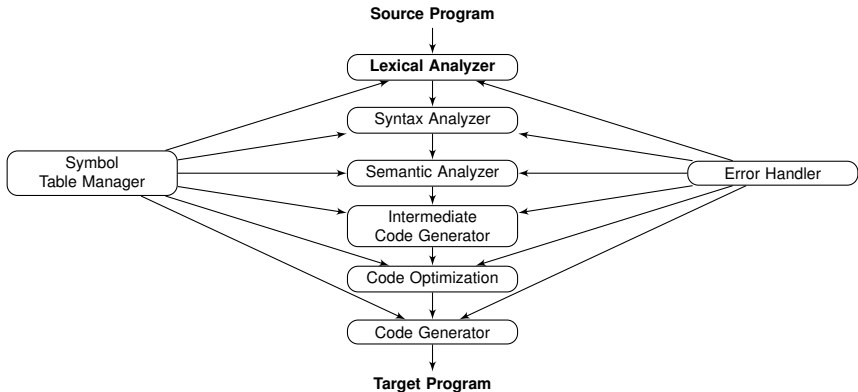 Source Program
Lexical Analyzer
Syntax Analyzer
Symbol
Table Manager
Semantic Analyzer
Error Handler
Intermediate
Code Generator
Code Optimization
Code Generator
Target Program